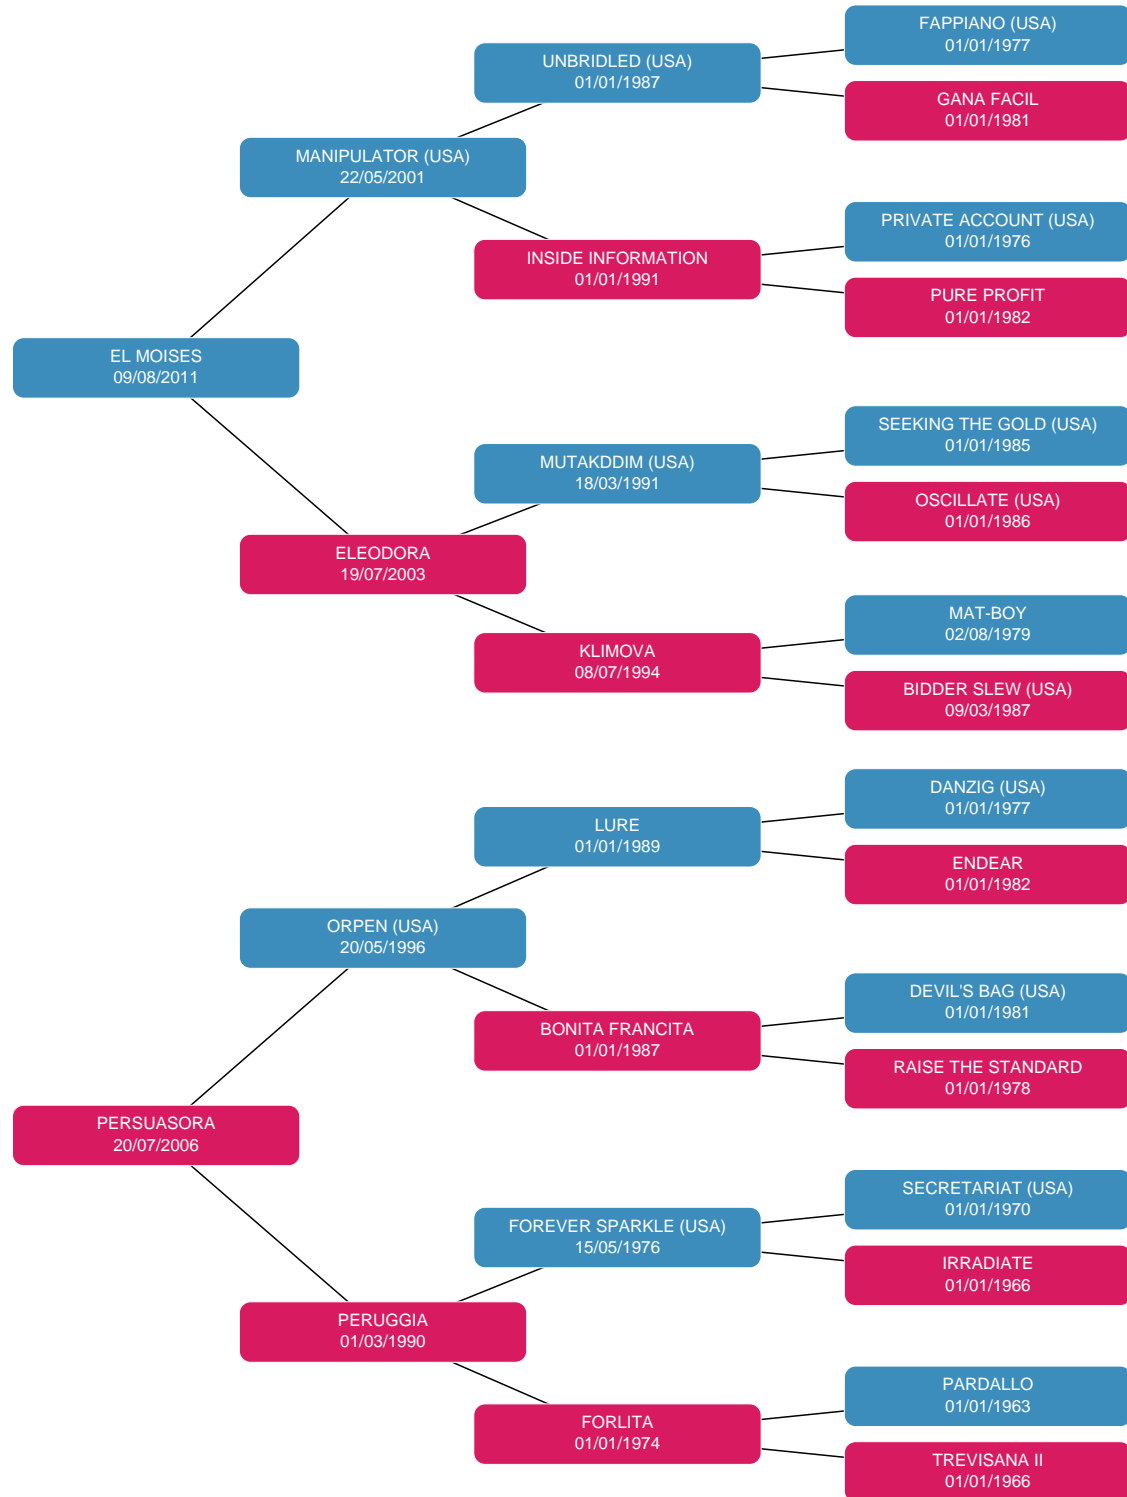 FAPPIANO (USA)
01/01/1977
UNBRIDLED (USA)
01/01/1987
GANA FACIL
01/01/1981
MANIPULATOR (USA)
22/05/2001
PRIVATE ACCOUNT (USA)
01/01/1976
INSIDE INFORMATION
01/01/1991
PURE PROFIT
01/01/1982
EL MOISES
09/08/2011
SEEKING THE GOLD (USA)
01/01/1985
MUTAKDDIM (USA)
18/03/1991
OSCILLATE (USA)
01/01/1986
ELEODORA
19/07/2003
MAT-BOY
02/08/1979
KLIMOVA
08/07/1994
BIDDER SLEW (USA)
09/03/1987
DANZIG (USA)
01/01/1977
LURE
01/01/1989
ENDEAR
01/01/1982
ORPEN (USA)
20/05/1996
DEVIL'S BAG (USA)
01/01/1981
BONITA FRANCITA
01/01/1987
RAISE THE STANDARD
01/01/1978
PERSUASORA
20/07/2006
SECRETARIAT (USA)
01/01/1970
FOREVER SPARKLE (USA)
15/05/1976
IRRADIATE
01/01/1966
PERUGGIA
01/03/1990
PARDALLO
01/01/1963
FORLITA
01/01/1974
TREVISANA II
01/01/1966